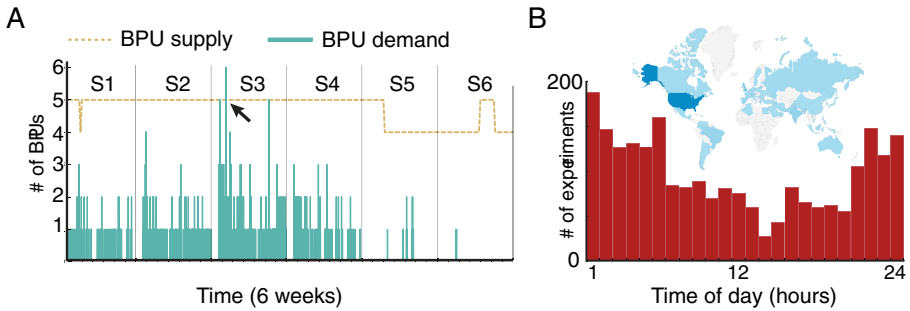 A
BPU supply
BPU demand
# of BPUs
6
5
4
3
2
1
S1 S2 S3 S4 S5 S6
Time (6 weeks)
B
# of experiments
200
0
1 12 24
Time of day (hours)